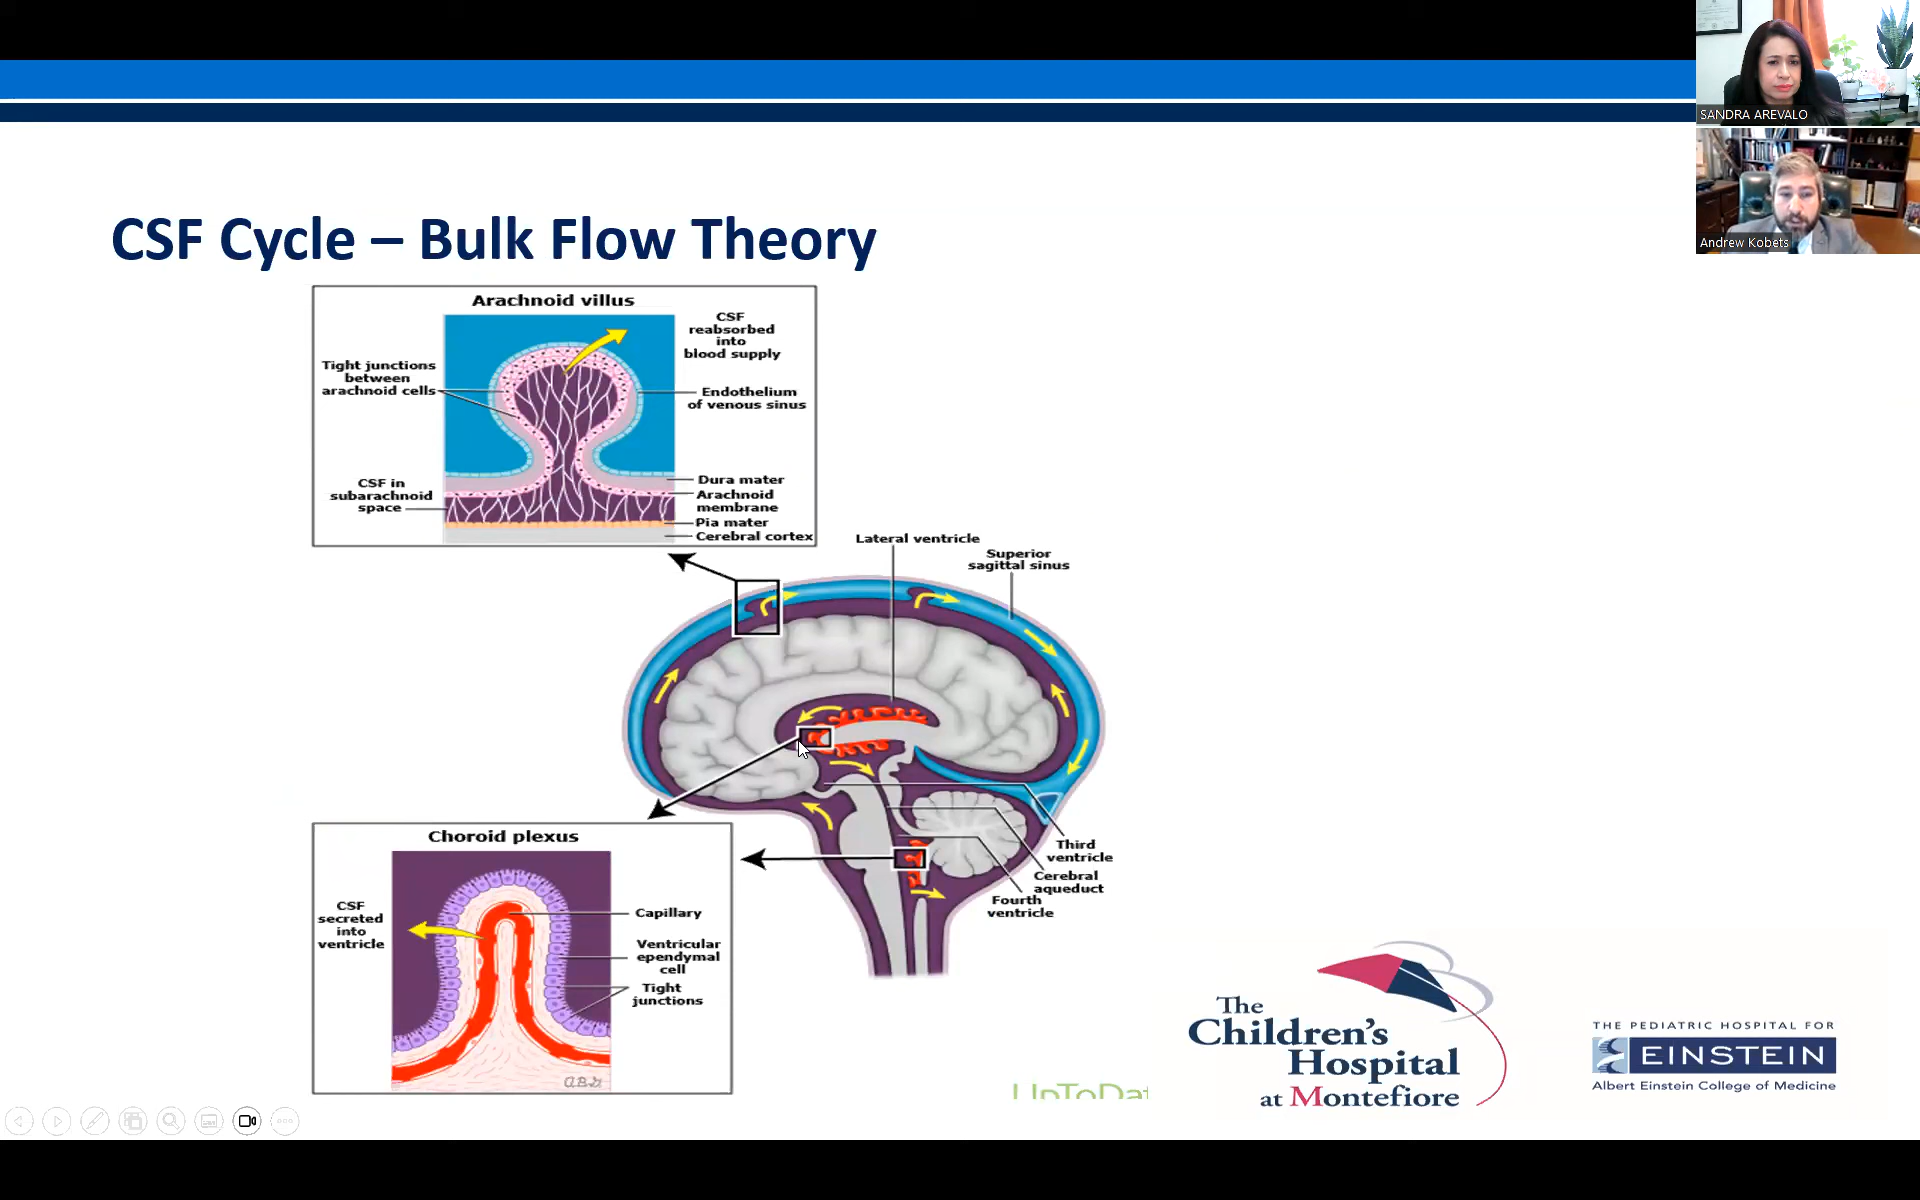 SANDRA AREVALO
Andrew Kobets
CSF Cycle – Bulk Flow Theory
Arachnoid villus
CSF
reabsorbed
into
blood supply
Tight junctions
between
arachnoid cells
Endothelium
of venous sinus
CSF in
subarachnoid
space
Dura mater
Arachnoid
membrane
Pia mater
Cerebral cortex
Lateral ventricle
Superior
sagittal sinus
Third
ventricle
Cerebral
aqueduct
Fourth
ventricle
Choroid plexus
CSF
secreted
into
ventricle
Capillary
Ventricular
ependymal
cell
Tight
junctions
UpToDat
The
Children's
Hospital
at Montefiore
THE PEDIATRIC HOSPITAL FOR
EINSTEIN
Albert Einstein College of Medicine